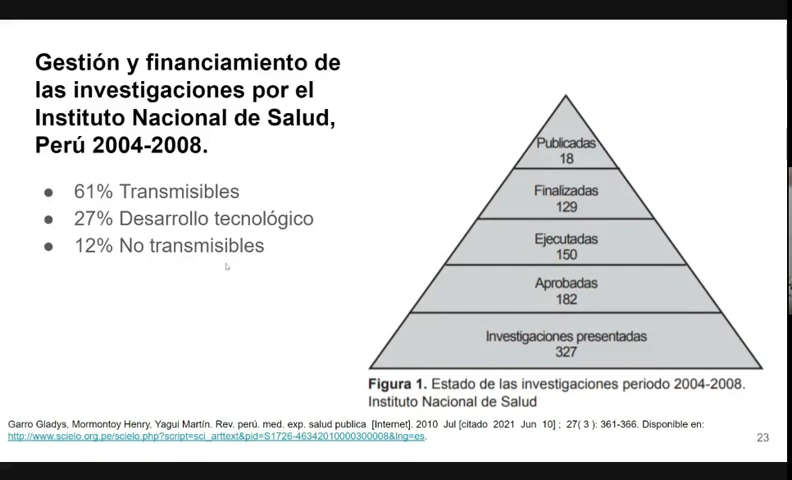 Gestión y financiamiento de
las investigaciones por el
Instituto Nacional de Salud,
Perú 2004-2008.
● 61% Transmisibles
● 27% Desarrollo tecnológico
● 12% No transmisibles
Publicadas
18
Finalizadas
129
Ejecutadas
150
Aprobadas
182
Investigaciones presentadas
327
Figura 1. Estado de las investigaciones periodo 2004-2008.
Instituto Nacional de Salud
Garro Gladys, Mormontoy Henry, Yagui Martín. Rev. perú. med. exp. salud publica [Internet]. 2010 Jul [citado 2021 Jun 10] ; 27( 3 ): 361-366. Disponible en:
http://www.scielo.org.pe/scielo.php?script=sci_arttext&pid=S1726-46342010000300008&lng=es.
23